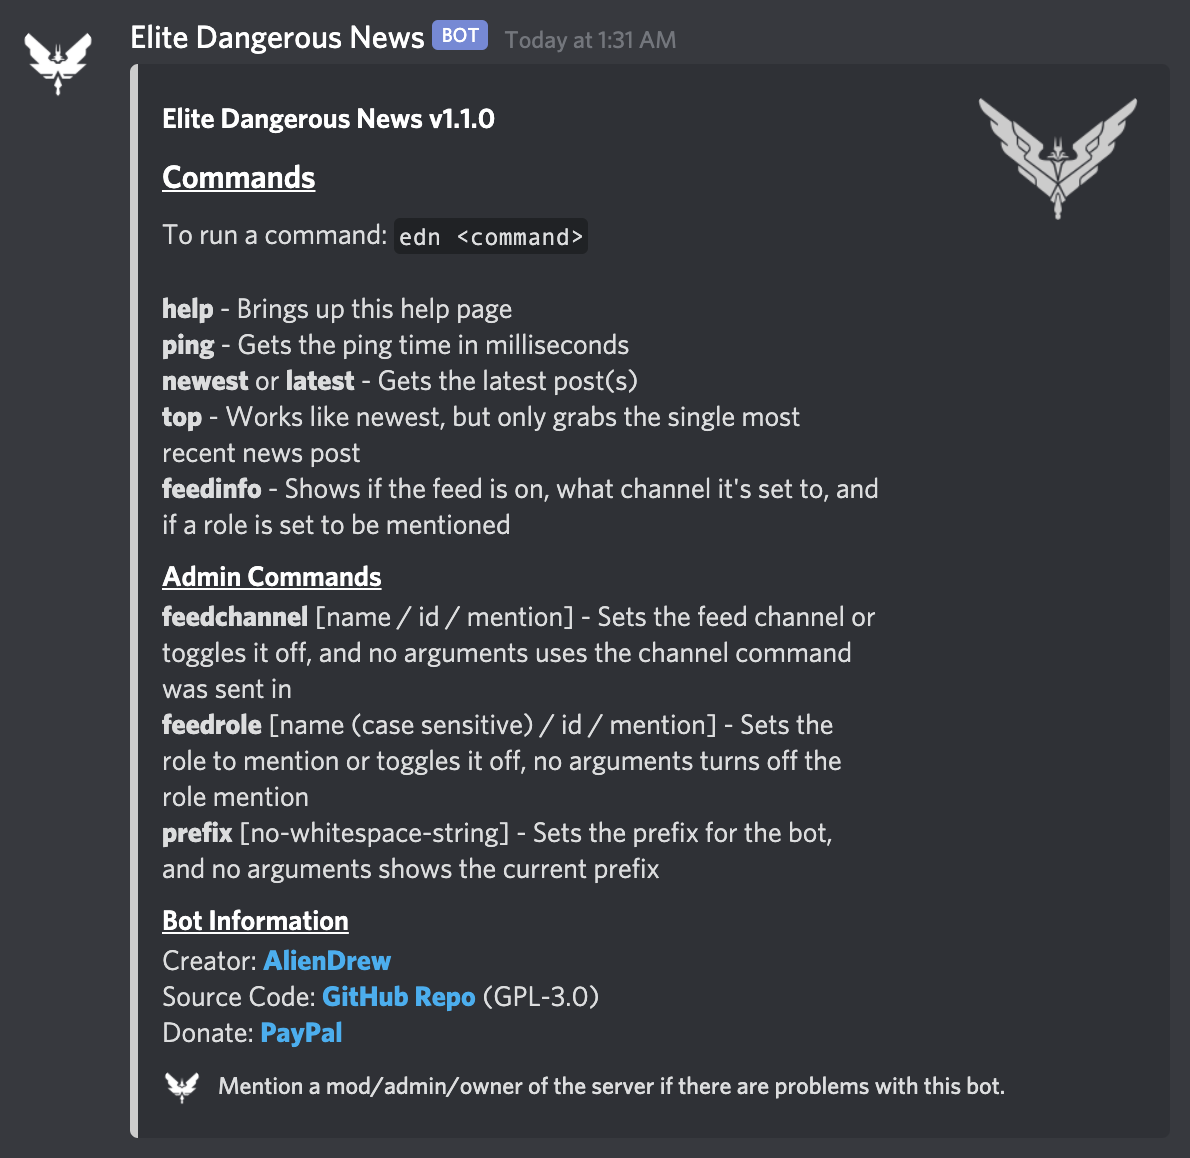 Elite Dangerous News BOT Today at 1:31 AM
Elite Dangerous News v1.1.0
Commands
To run a command: edn <command>
help - Brings up this help page
ping - Gets the ping time in milliseconds
newest or latest - Gets the latest post(s)
top - Works like newest, but only grabs the single most
recent news post
feedinfo - Shows if the feed is on, what channel it's set to, and
if a role is set to be mentioned
Admin Commands
feedchannel [name / id / mention] - Sets the feed channel or
toggles it off, and no arguments uses the channel command
was sent in
feedrole [name (case sensitive) / id / mention] - Sets the
role to mention or toggles it off, no arguments turns off the
role mention
prefix [no-whitespace-string] - Sets the prefix for the bot,
and no arguments shows the current prefix
Bot Information
Creator: AlienDrew
Source Code: GitHub Repo (GPL-3.0)
Donate: PayPal
Mention a mod/admin/owner of the server if there are problems with this bot.